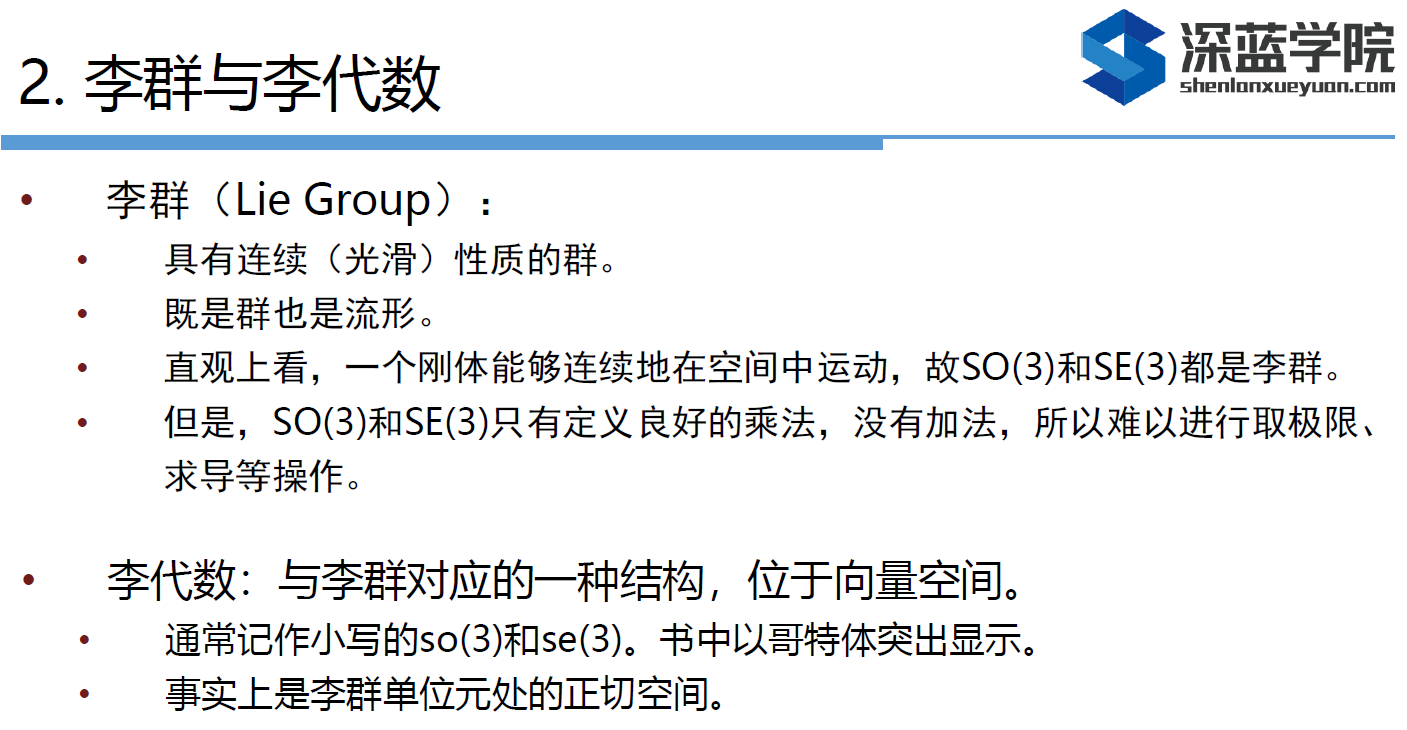 2. 李群与李代数
深蓝学院
shenlanxueyuan.com
• 李群（Lie Group）：
• 具有连续（光滑）性质的群。
• 既是群也是流形。
• 直观上看，一个刚体能够连续地在空间中运动，故SO(3)和SE(3)都是李群。
• 但是，SO(3)和SE(3)只有定义良好的乘法，没有加法，所以难以进行取极限、
求导等操作。
• 李代数：与李群对应的一种结构，位于向量空间。
• 通常记作小写的so(3)和se(3)。书中以哥特体突出显示。
• 事实上是李群单位元处的正切空间。